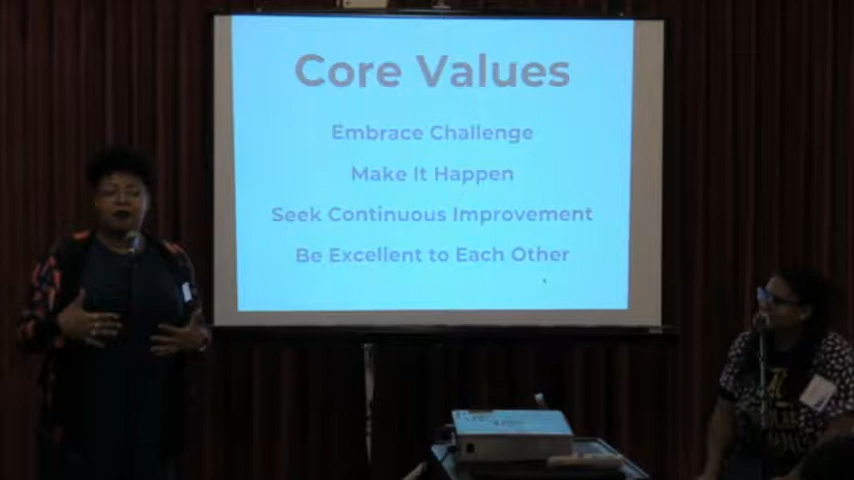 Core Values
Embrace Challenge
Make It Happen
Seek Continuous Improvement
Be Excellent to Each Other